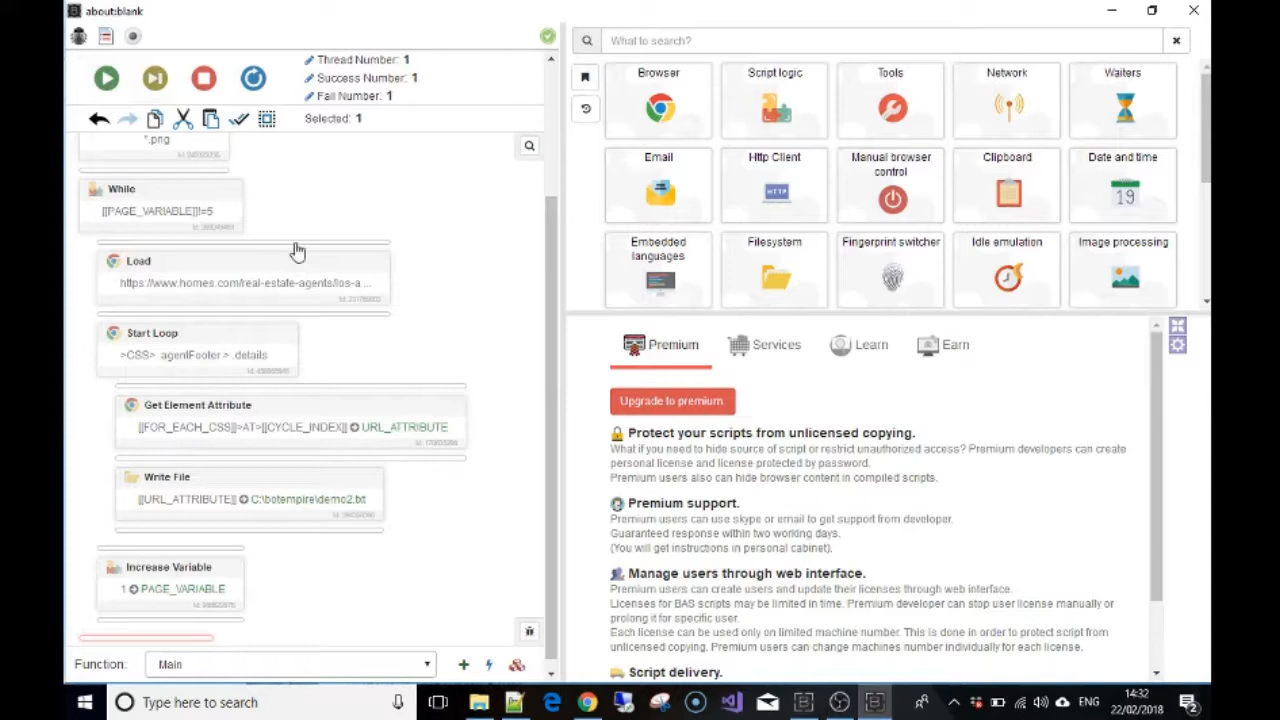 about:blank
Thread Number: 1
Success Number: 1
Fail Number: 1
Selected: 1
*.png
While
[[PAGE_VARIABLE]]!=5
Load
https://www.homes.com/real-estate-agents/los-a ...
Start Loop
>CSS> .agentFooter > .details
Get Element Attribute
[[FOR_EACH_CSS]]>AT>[[CYCLE_INDEX]] URL_ATTRIBUTE
Write File
[[URL_ATTRIBUTE]] C:\botempire\demo2.txt
Increase Variable
1 PAGE_VARIABLE
Function: Main
What to search?
Browser
Script logic
Tools
Network
Waiters
Email
Http Client
Manual browser control
Clipboard
Date and time
19
Embedded languages
Filesystem
Fingerprint switcher
Idle emulation
Image processing
Premium
Services
Learn
Earn
Upgrade to premium.
Protect your scripts from unlicensed copying.
What if you need to hide source of script or restrict unauthorized access? Premium developers can create
personal license and license protected by password.
Premium users also can hide browser content in compiled scripts.
Premium support.
Premium users can use skype or email to get support from developer.
Guaranteed response within two working days.
(You will get instructions in personal cabinet).
Manage users through web interface.
Premium users can create users and update their licenses through web interface.
Licenses for BAS scripts may be limited in time. Premium developer can stop user license manually or
prolong it for specific user.
Each license can be used only on limited machine number. This is done in order to protect script from
unlicensed copying. Premium users can change machines number individually for each license.
Script delivery.
Type here to search
ENG
14:32
22/02/2018
2